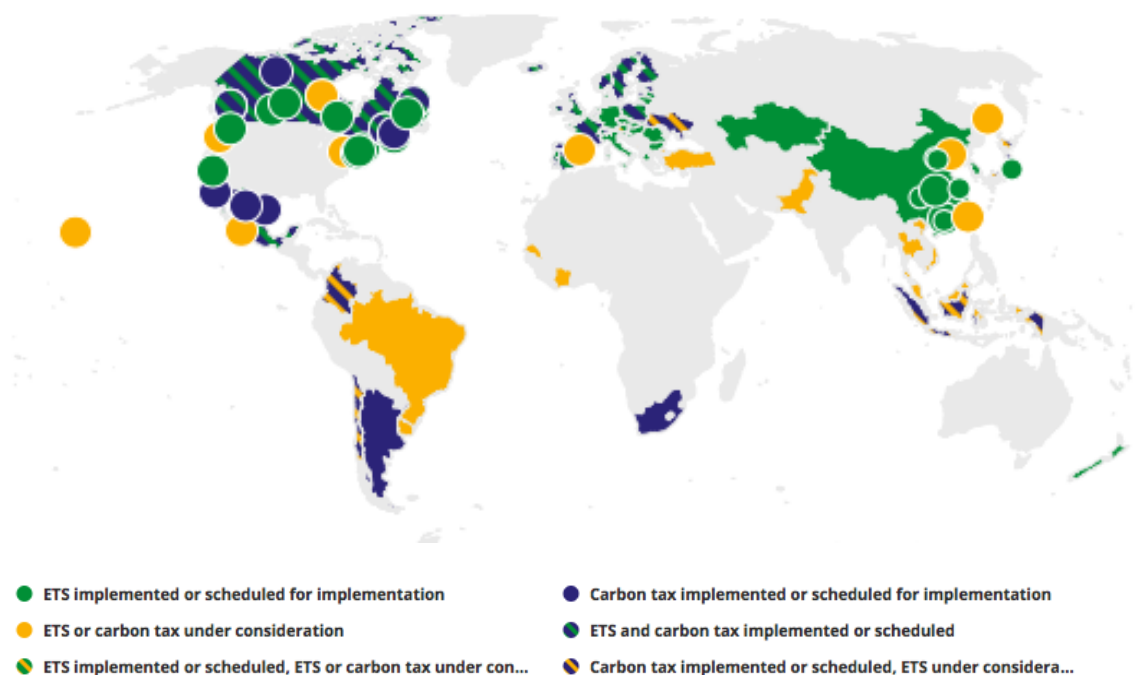 ETS implemented or scheduled for implementation
Carbon tax implemented or scheduled for implementation
ETS or carbon tax under consideration
ETS and carbon tax implemented or scheduled
ETS implemented or scheduled, ETS or carbon tax under con...
Carbon tax implemented or scheduled, ETS under considera...